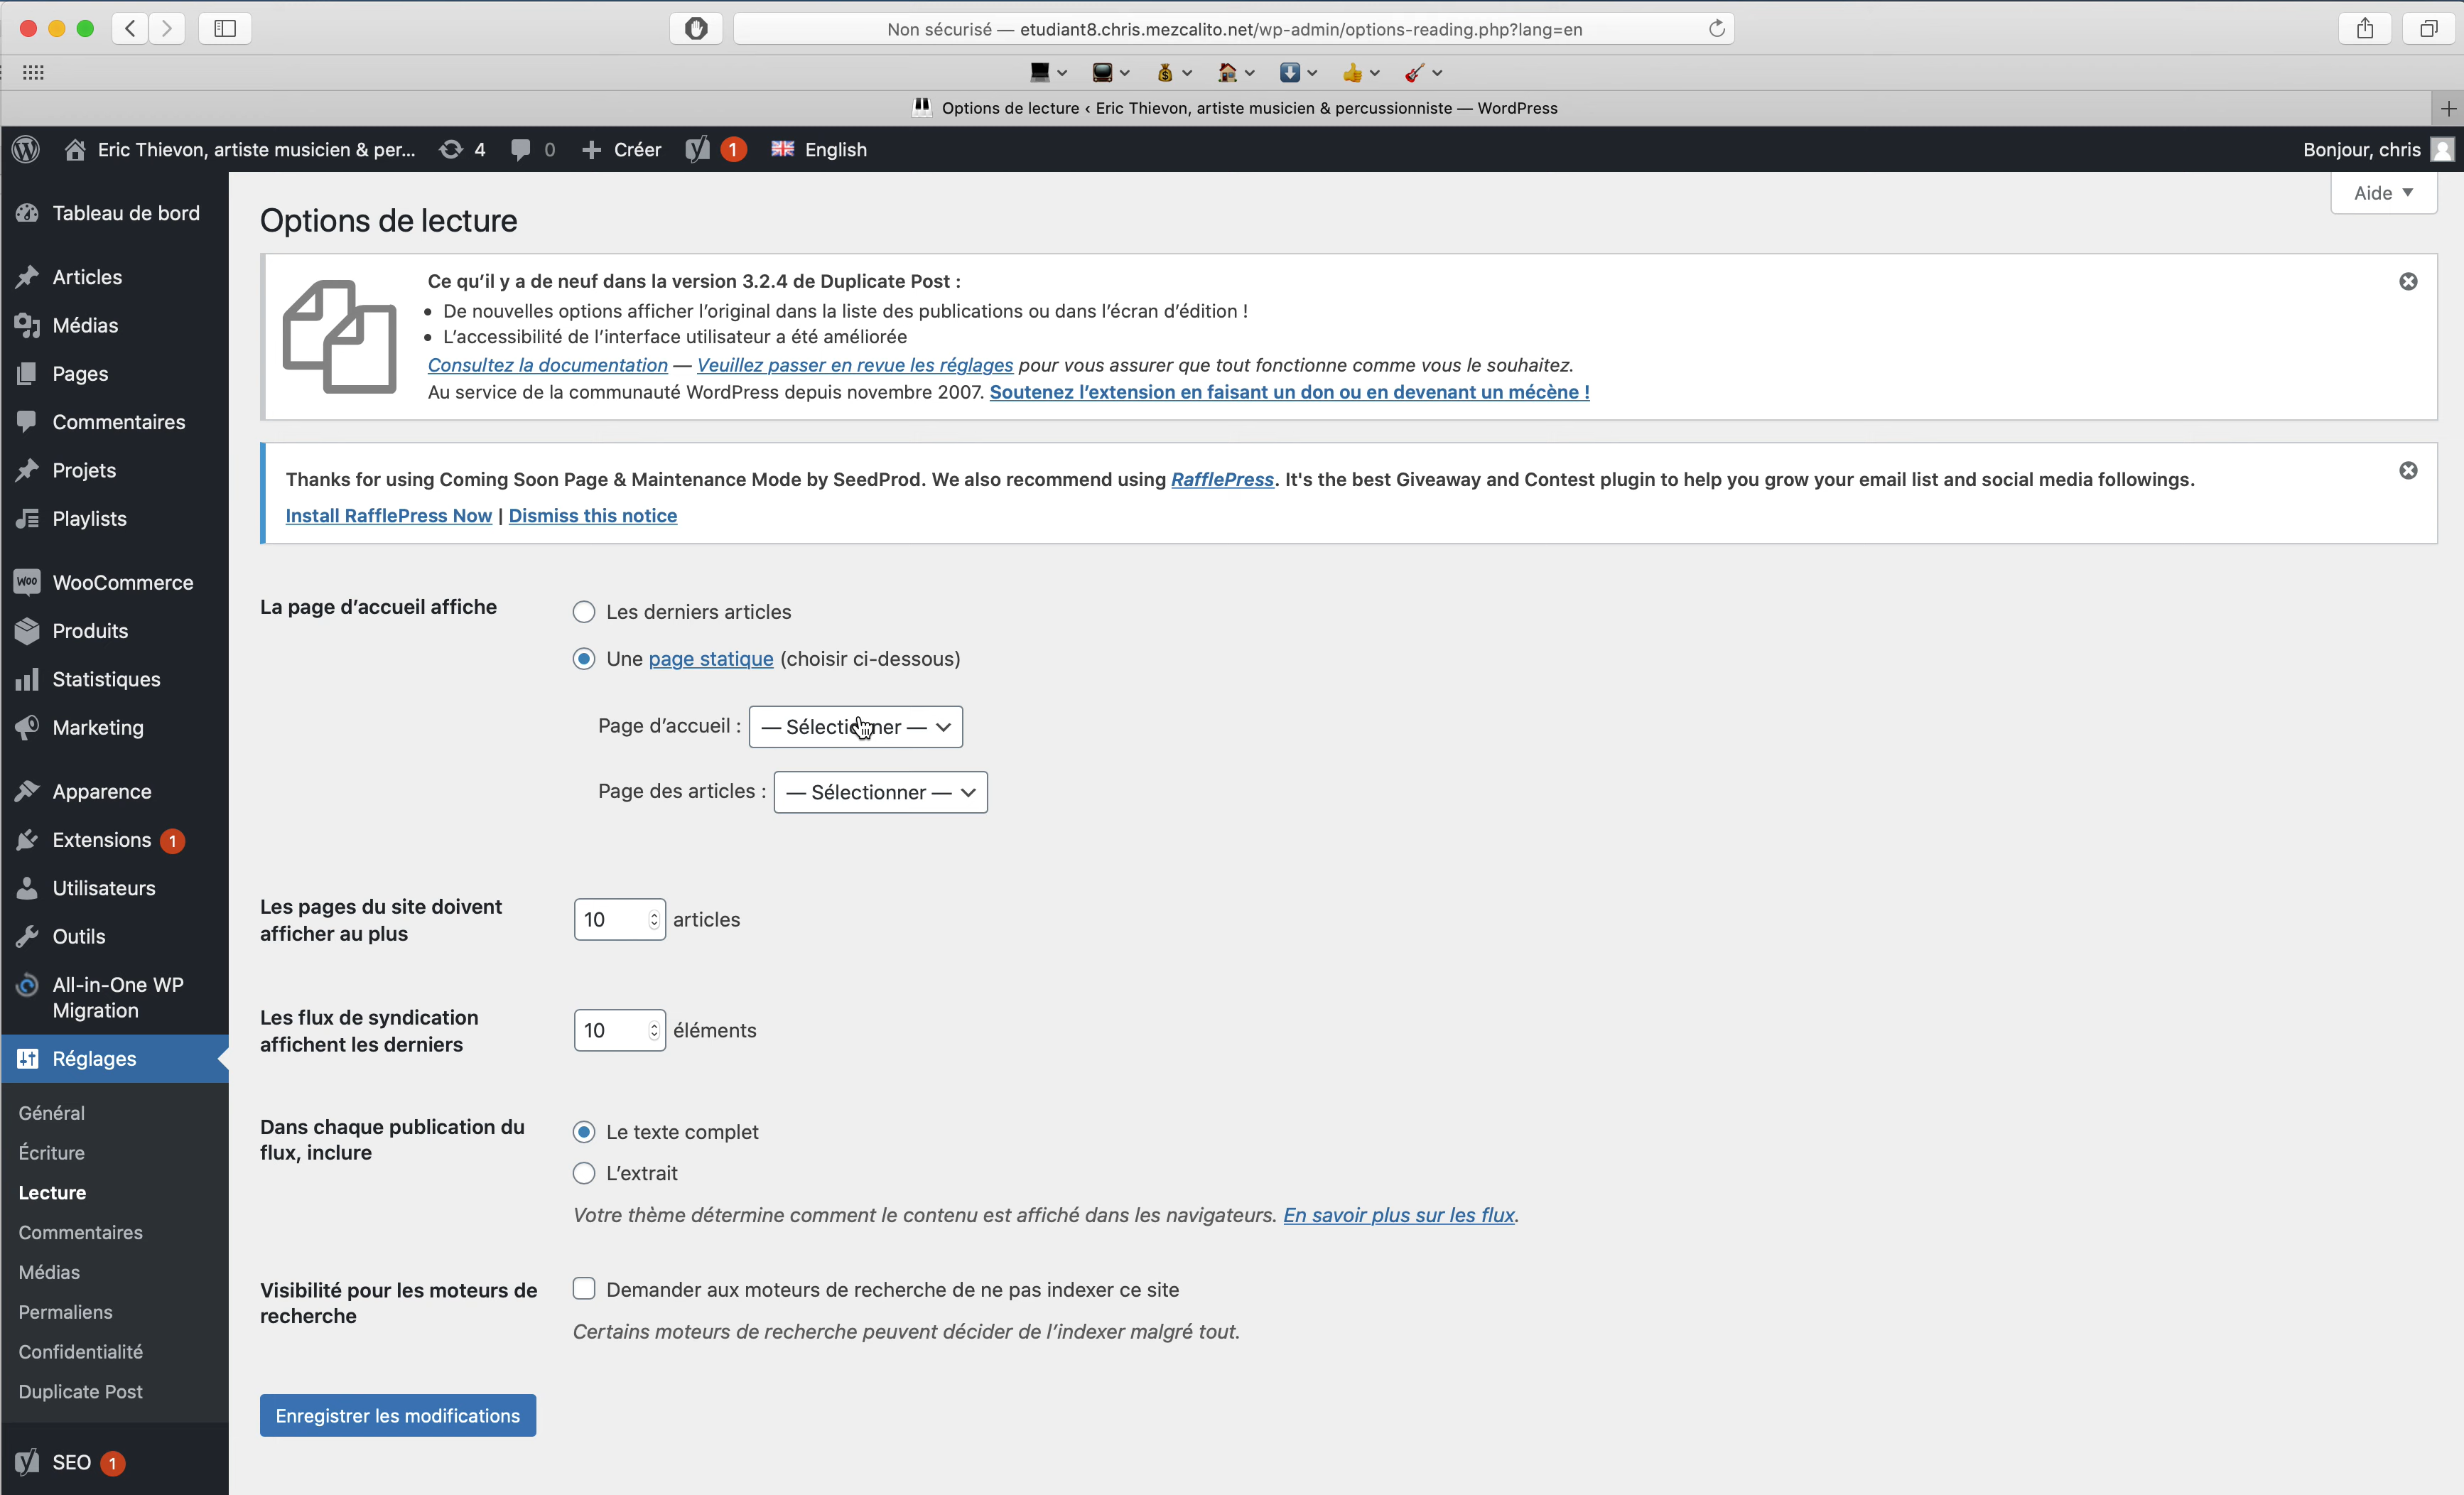 Non sécurisé — etudiant8.chris.mezcalito.net/wp-admin/options-reading.php?lang=en
Options de lecture ‹ Eric Thievon, artiste musicien & percussionniste — WordPress
Eric Thievon, artiste musicien & per... 4 0 Créer 1 English Bonjour, chris
Aide
Tableau de bord
Articles
Médias
Pages
Commentaires
Projets
Playlists
WooCommerce
Produits
Statistiques
Marketing
Apparence
Extensions 1
Utilisateurs
Outils
All-in-One WP
Migration
Réglages
Général
Écriture
Lecture
Commentaires
Médias
Permaliens
Confidentialité
Duplicate Post
SEO 1
Options de lecture
Ce qu’il y a de neuf dans la version 3.2.4 de Duplicate Post :
• De nouvelles options afficher l’original dans la liste des publications ou dans l’écran d’édition !
• L’accessibilité de l’interface utilisateur a été améliorée
Consultez la documentation — Veuillez passer en revue les réglages pour vous assurer que tout fonctionne comme vous le souhaitez.
Au service de la communauté WordPress depuis novembre 2007. Soutenez l’extension en faisant un don ou en devenant un mécène !
Thanks for using Coming Soon Page & Maintenance Mode by SeedProd. We also recommend using RafflePress. It's the best Giveaway and Contest plugin to help you grow your email list and social media followings.
Install RafflePress Now | Dismiss this notice
La page d’accueil affiche
Les derniers articles
Une page statique (choisir ci-dessous)
Page d’accueil : — Sélectionner —
Page des articles : — Sélectionner —
Les pages du site doivent
afficher au plus
10 articles
Les flux de syndication
affichent les derniers
10 éléments
Dans chaque publication du
flux, inclure
Le texte complet
L’extrait
Votre thème détermine comment le contenu est affiché dans les navigateurs. En savoir plus sur les flux.
Visibilité pour les moteurs de
recherche
Demander aux moteurs de recherche de ne pas indexer ce site
Certains moteurs de recherche peuvent décider de l’indexer malgré tout.
Enregistrer les modifications